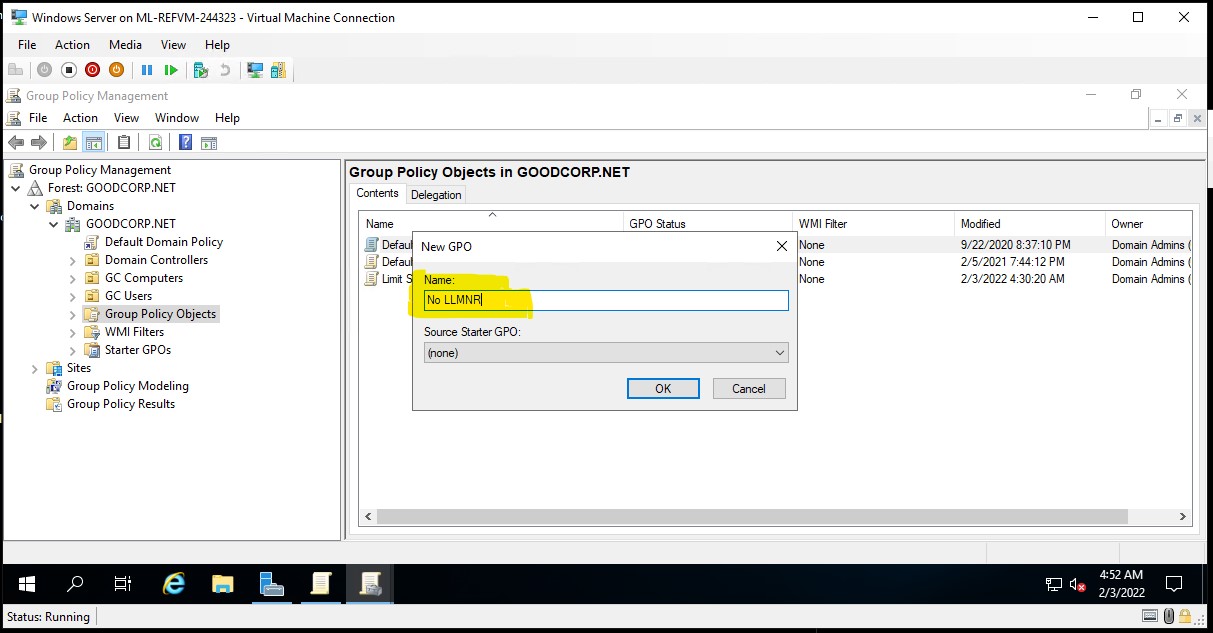 Windows Server on ML-REFVM-244323 - Virtual Machine Connection
File Action Media View Help
Group Policy Management
File Action View Window Help
Group Policy Management
Forest: GOODCORP.NET
Domains
GOODCORP.NET
Default Domain Policy
Domain Controllers
GC Computers
GC Users
Group Policy Objects
WMI Filters
Starter GPOs
Sites
Group Policy Modeling
Group Policy Results
Group Policy Objects in GOODCORP.NET
Contents Delegation
Name GPO Status WMI Filter Modified Owner
Defau None 9/22/2020 8:37:10 PM Domain Admins (
Defau None 2/5/2021 7:44:12 PM Domain Admins (
Limit S None 2/3/2022 4:30:20 AM Domain Admins (
New GPO
Name:
No LLMNR
Source Starter GPO:
(none)
OK Cancel
4:52 AM
2/3/2022
Status: Running